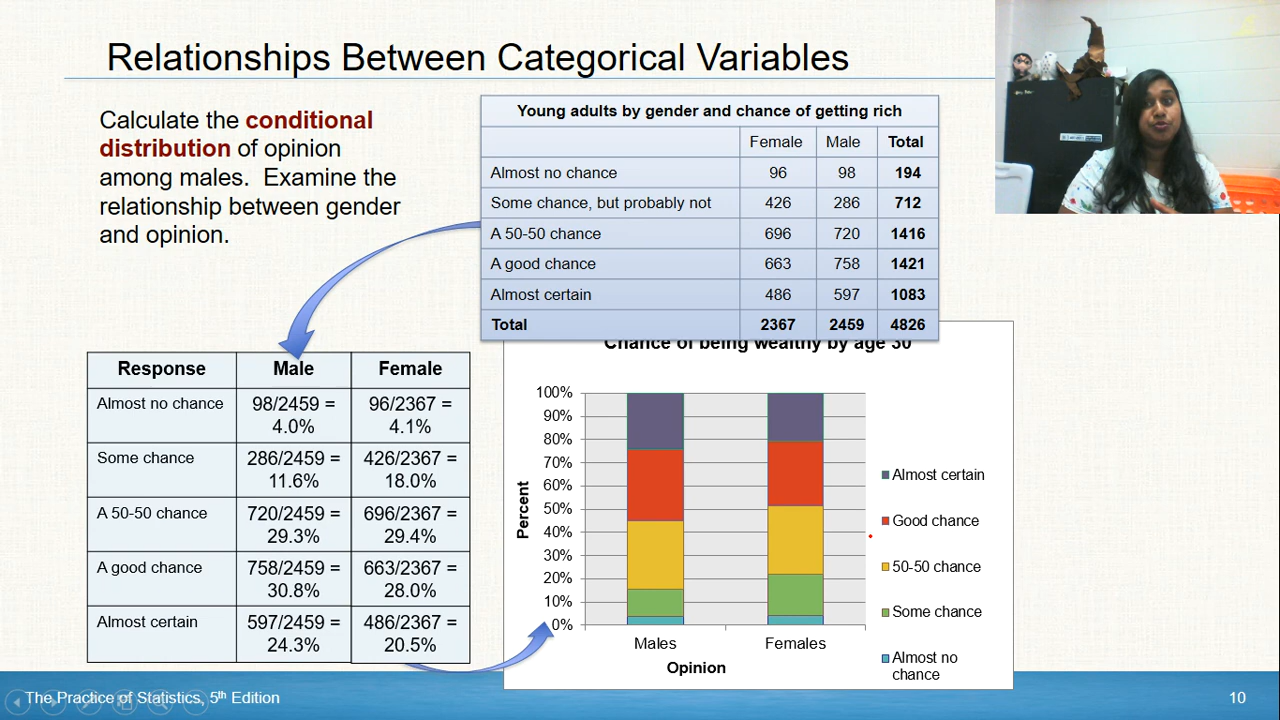 Relationships Between Categorical Variables
Calculate the conditional
distribution of opinion
among males. Examine the
relationship between gender
and opinion.
Young adults by gender and chance of getting rich
Female Male Total
Almost no chance 96 98 194
Some chance, but probably not 426 286 712
A 50-50 chance 696 720 1416
A good chance 663 758 1421
Almost certain 486 597 1083
Total 2367 2459 4826
Response Male Female
Almost no chance 98/2459 = 96/2367 =
4.0% 4.1%
Some chance 286/2459 = 426/2367 =
11.6% 18.0%
A 50-50 chance 720/2459 = 696/2367 =
29.3% 29.4%
A good chance 758/2459 = 663/2367 =
30.8% 28.0%
Almost certain 597/2459 = 486/2367 =
24.3% 20.5%
Chance of being wealthy by age 30
Percent
100%
90%
80%
70%
60%
50%
40%
30%
20%
10%
0%
Males Females
Opinion
Almost certain
Good chance
50-50 chance
Some chance
Almost no
chance
The Practice of Statistics, 5th Edition
10